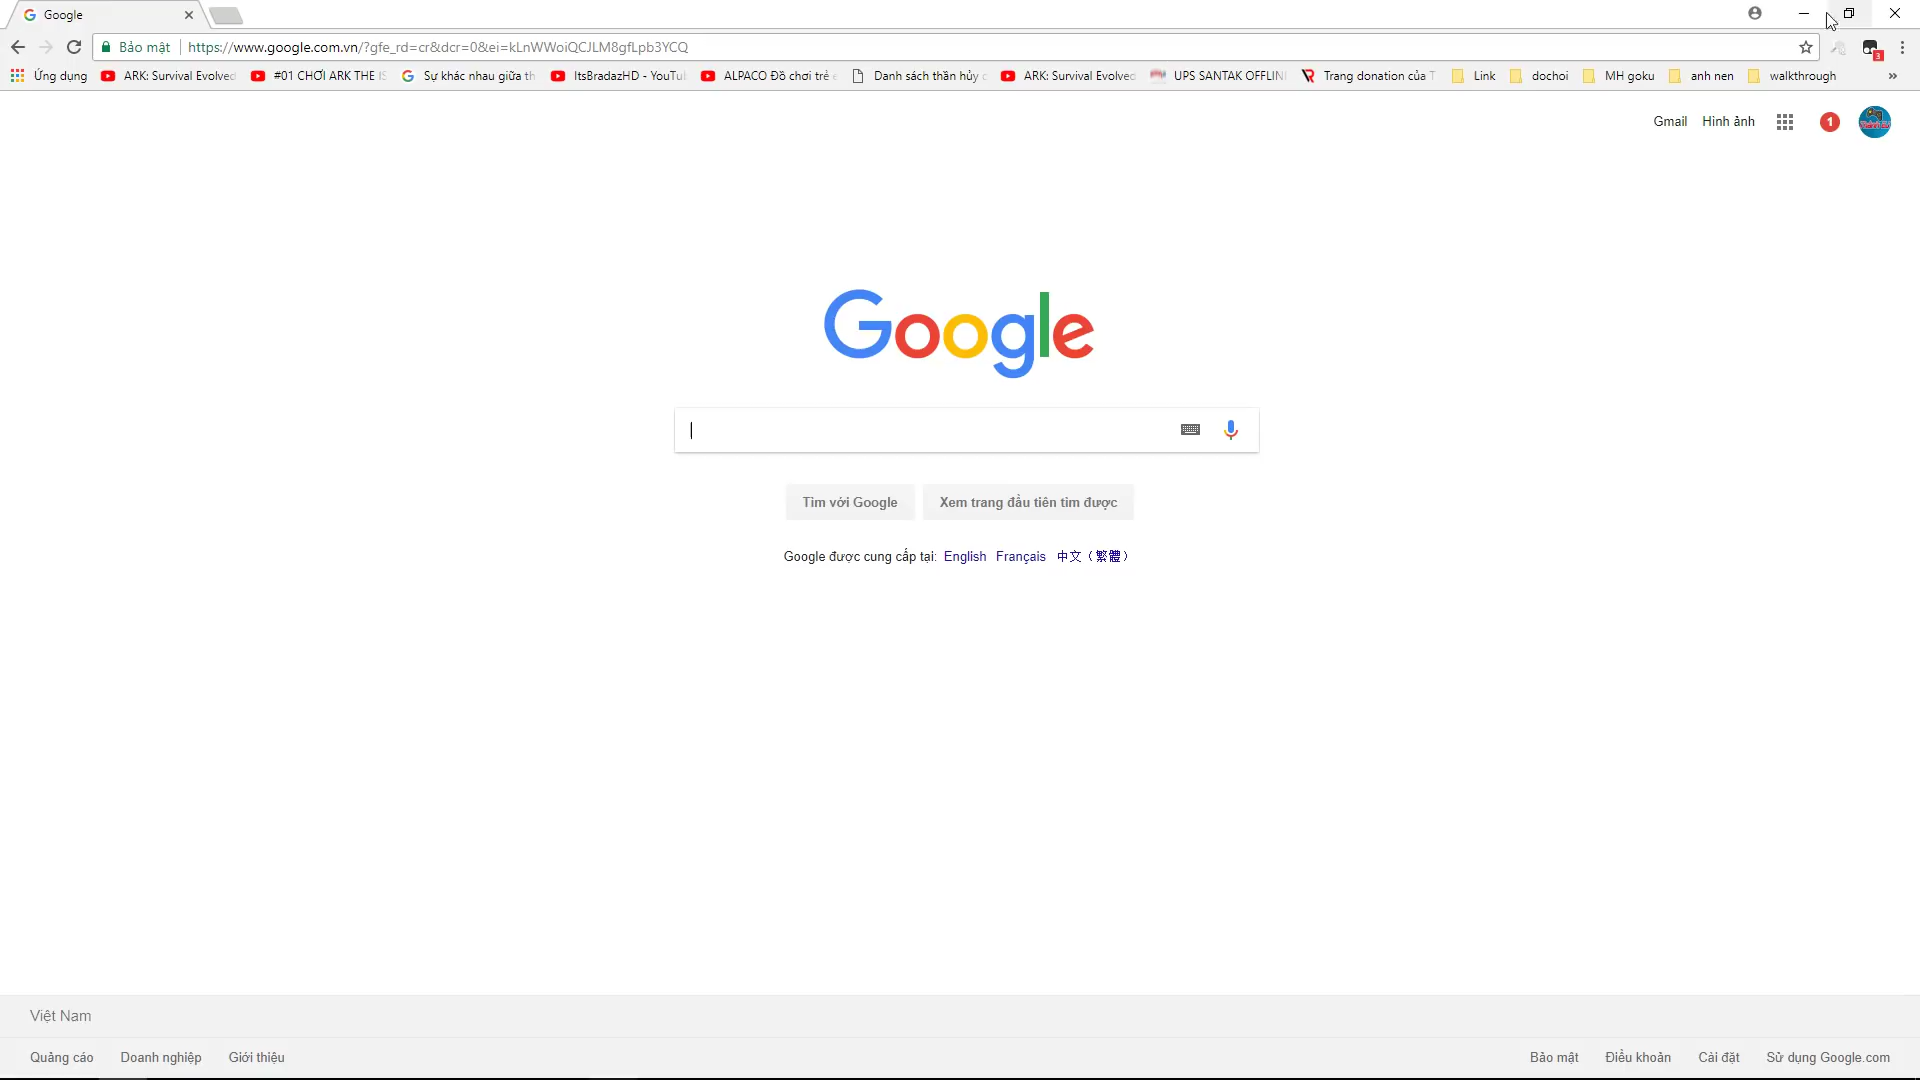 Google
Bảo mật https://www.google.com.vn/?gfe_rd=cr&dcr=0&ei=kLnWWoiQCJLM8gfLpb3YCQ
3
Ứng dụng ARK: Survival Evolved #01 CHƠI ARK THE IS Sự khác nhau giữa th ItsBradazHD - YouTu ALPACO Đồ chơi trẻ e Danh sách thần hủy ARK: Survival Evolved UPS SANTAK OFFLIN Trang donation của T Link dochoi MH goku anh nen walkthrough »
Gmail Hình ảnh 1
Google
Tìm với Google Xem trang đầu tiên tìm được
Google được cung cấp tại: English Français 中文（繁體）
Việt Nam
Quảng cáo Doanh nghiệp Giới thiệu Bảo mật Điều khoản Cài đặt Sử dụng Google.com